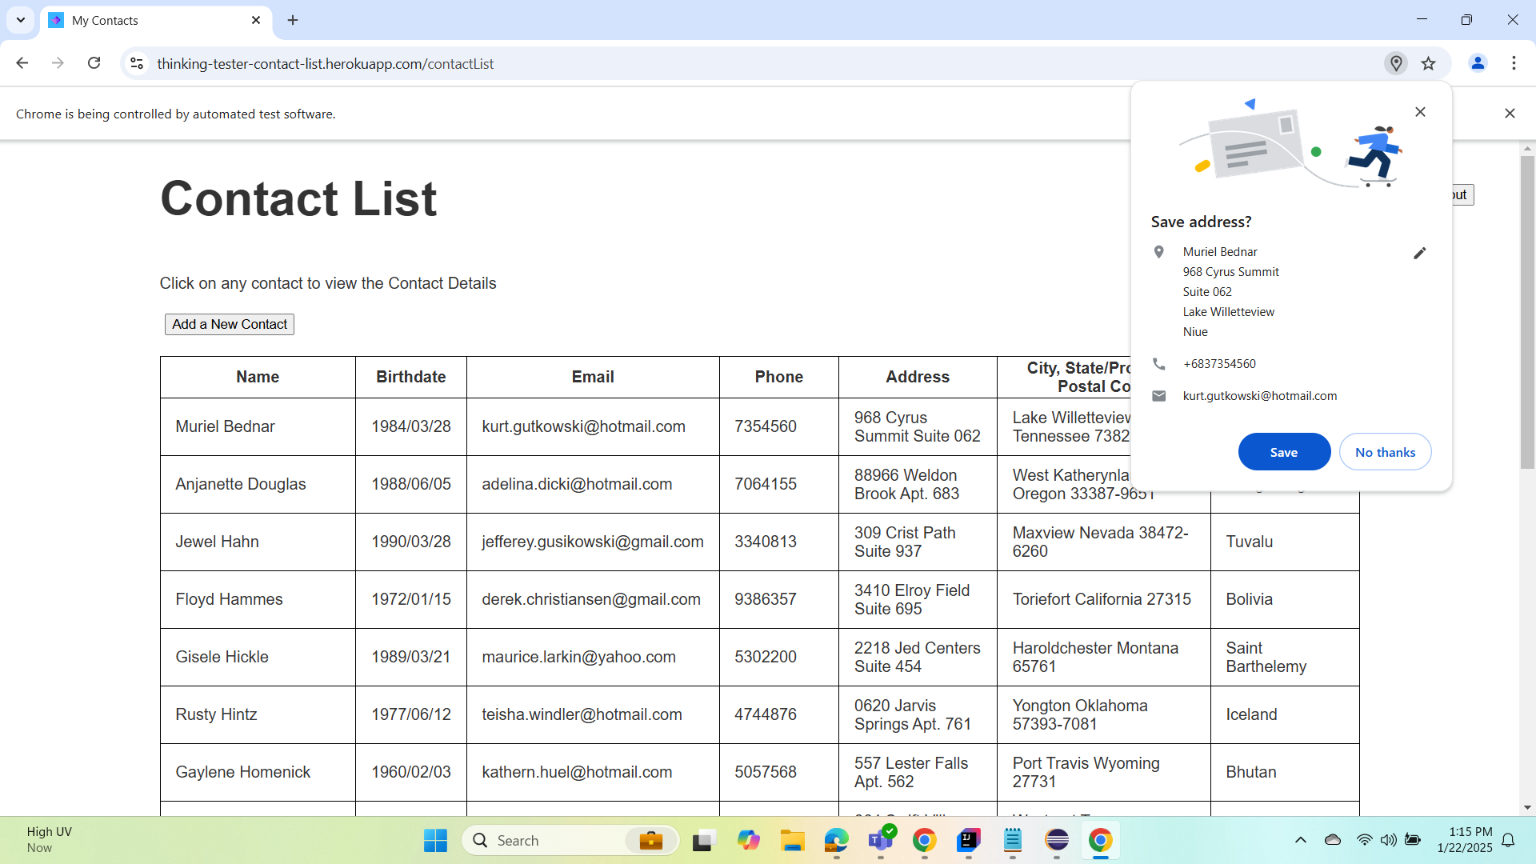 My Contacts
thinking-tester-contact-list.herokuapp.com/contactList
Chrome is being controlled by automated test software.
Contact List
out
Click on any contact to view the Contact Details
Add a New Contact
Save address?
Muriel Bednar
968 Cyrus Summit
Suite 062
Lake Willetteview
Niue
+6837354560
kurt.gutkowski@hotmail.com
Save
No thanks
Name Birthdate Email Phone Address City, State/Pro
Postal Co
Muriel Bednar 1984/03/28 kurt.gutkowski@hotmail.com 7354560 968 Cyrus Lake Willetteview
Summit Suite 062 Tennessee 7382
Anjanette Douglas 1988/06/05 adelina.dicki@hotmail.com 7064155 88966 Weldon West Katherynla
Brook Apt. 683 Oregon 33387-9651
Jewel Hahn 1990/03/28 jefferey.gusikowski@gmail.com 3340813 309 Crist Path Maxview Nevada 38472- Tuvalu
Suite 937 6260
Floyd Hammes 1972/01/15 derek.christiansen@gmail.com 9386357 3410 Elroy Field Toriefort California 27315 Bolivia
Suite 695
Gisele Hickle 1989/03/21 maurice.larkin@yahoo.com 5302200 2218 Jed Centers Haroldchester Montana Saint
Suite 454 65761 Barthelemy
Rusty Hintz 1977/06/12 teisha.windler@hotmail.com 4744876 0620 Jarvis Yongton Oklahoma Iceland
Springs Apt. 761 57393-7081
Gaylene Homenick 1960/02/03 kathern.huel@hotmail.com 5057568 557 Lester Falls Port Travis Wyoming Bhutan
Apt. 562 27731
High UV
Now
Search
1:15 PM
1/22/2025